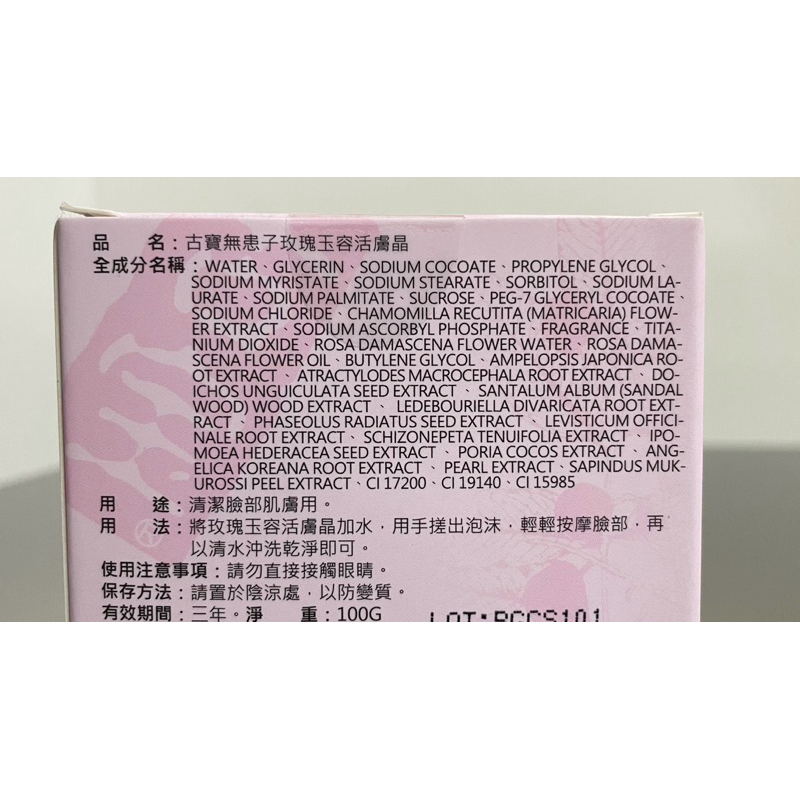 品　　名：古寶無患子玫瑰玉容活膚晶
全成分名稱：WATER、GLYCERIN、SODIUM COCOATE、PROPYLENE GLYCOL、
SODIUM MYRISTATE、SODIUM STEARATE、SORBITOL、SODIUM LA-
URATE、SODIUM PALMITATE、SUCROSE、PEG-7 GLYCERYL COCOATE、
SODIUM CHLORIDE、CHAMOMILLA RECUTITA (MATRICARIA) FLOW-
ER EXTRACT、SODIUM ASCORBYL PHOSPHATE、FRAGRANCE、TITA-
NIUM DIOXIDE、ROSA DAMASCENA FLOWER WATER、ROSA DAMA-
SCENA FLOWER OIL、BUTYLENE GLYCOL、AMPELOPSIS JAPONICA RO-
OT EXTRACT、ATRACTYLODES MACROCEPHALA ROOT EXTRACT、DO-
ICHOS UNGUICULATA SEED EXTRACT、SANTALUM ALBUM (SANDAL
WOOD) WOOD EXTRACT、LEDEBOURIELLA DIVARICATA ROOT EXT-
RACT、PHASEOLUS RADIATUS SEED EXTRACT、LEVISTICUM OFFICI-
NALE ROOT EXTRACT、SCHIZONEPETA TENUIFOLIA EXTRACT、IPO-
MOEA HEDERACEA SEED EXTRACT、PORIA COCOS EXTRACT、ANG-
ELICA KOREANA ROOT EXTRACT、PEARL EXTRACT、SAPINDUS MUK-
UROSSI PEEL EXTRACT、CI 17200、CI 19140、CI 15985
用　　途：清潔臉部肌膚用。
用　　法：將玫瑰玉容活膚晶加水，用手搓出泡沫，輕輕按摩臉部，再
以清水沖洗乾淨即可。
使用注意事項：請勿直接接觸眼睛。
保存方法：請置於陰涼處，以防變質。
有效期間：三年。淨　　重：100G
LOT: